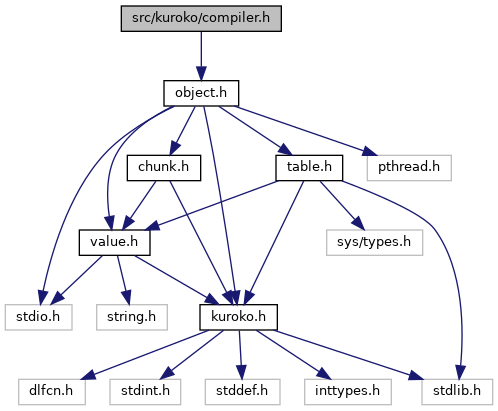 src/kuroko/compiler.h
object.h
chunk.h
table.h
pthread.h
value.h
sys/types.h
stdio.h
string.h
kuroko.h
dlfcn.h
stdint.h
stddef.h
inttypes.h
stdlib.h